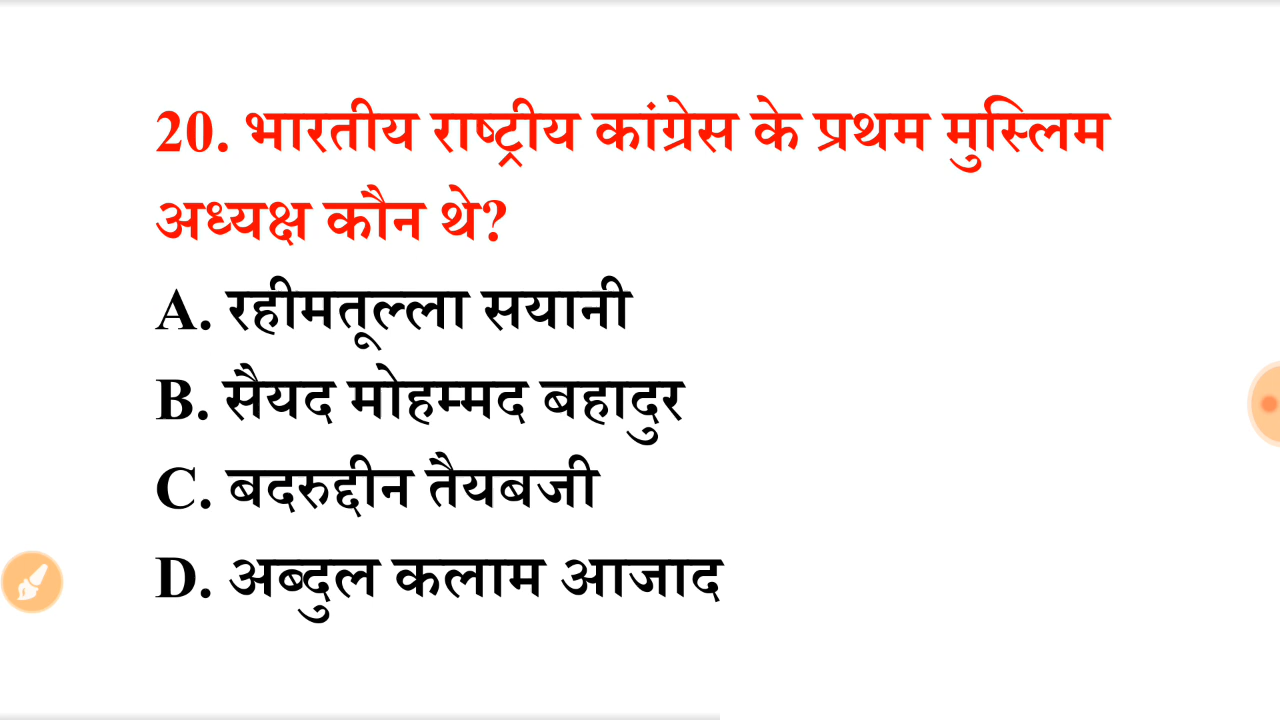 20. भारतीय राष्ट्रीय कांग्रेस के प्रथम मुस्लिम
अध्यक्ष कौन थे?
A. रहीमतूल्ला सयानी
B. सैयद मोहम्मद बहादुर
C. बदरुद्दीन तैयबजी
D. अब्दुल कलाम आजाद